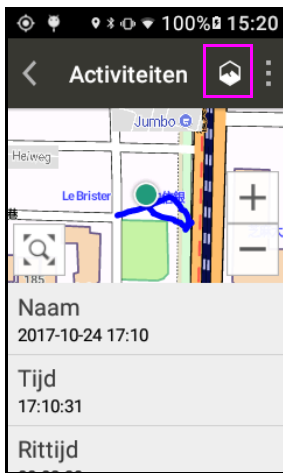 100% 15:20
Activiteiten
Jumbo
Helweg
Le Brister
185
Naam
2017-10-24 17:10
Tijd
17:10:31
Rittijd